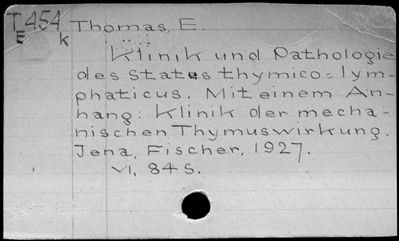 T 454 Thomas, E.
E k
Klinik und Pathologie
des Status thymico=lym-
phaticus. Mit einem An-
hang: Klinik der mecha-
nischen Thymuswirkung.
Jena, Fischer, 1927.
VI, 84 S.